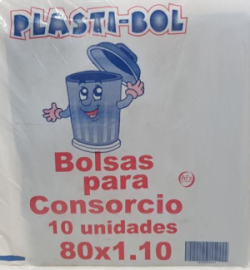 PLASTI-BOL
Bolsas
para
Consorcio
10 unidades
80x1.10